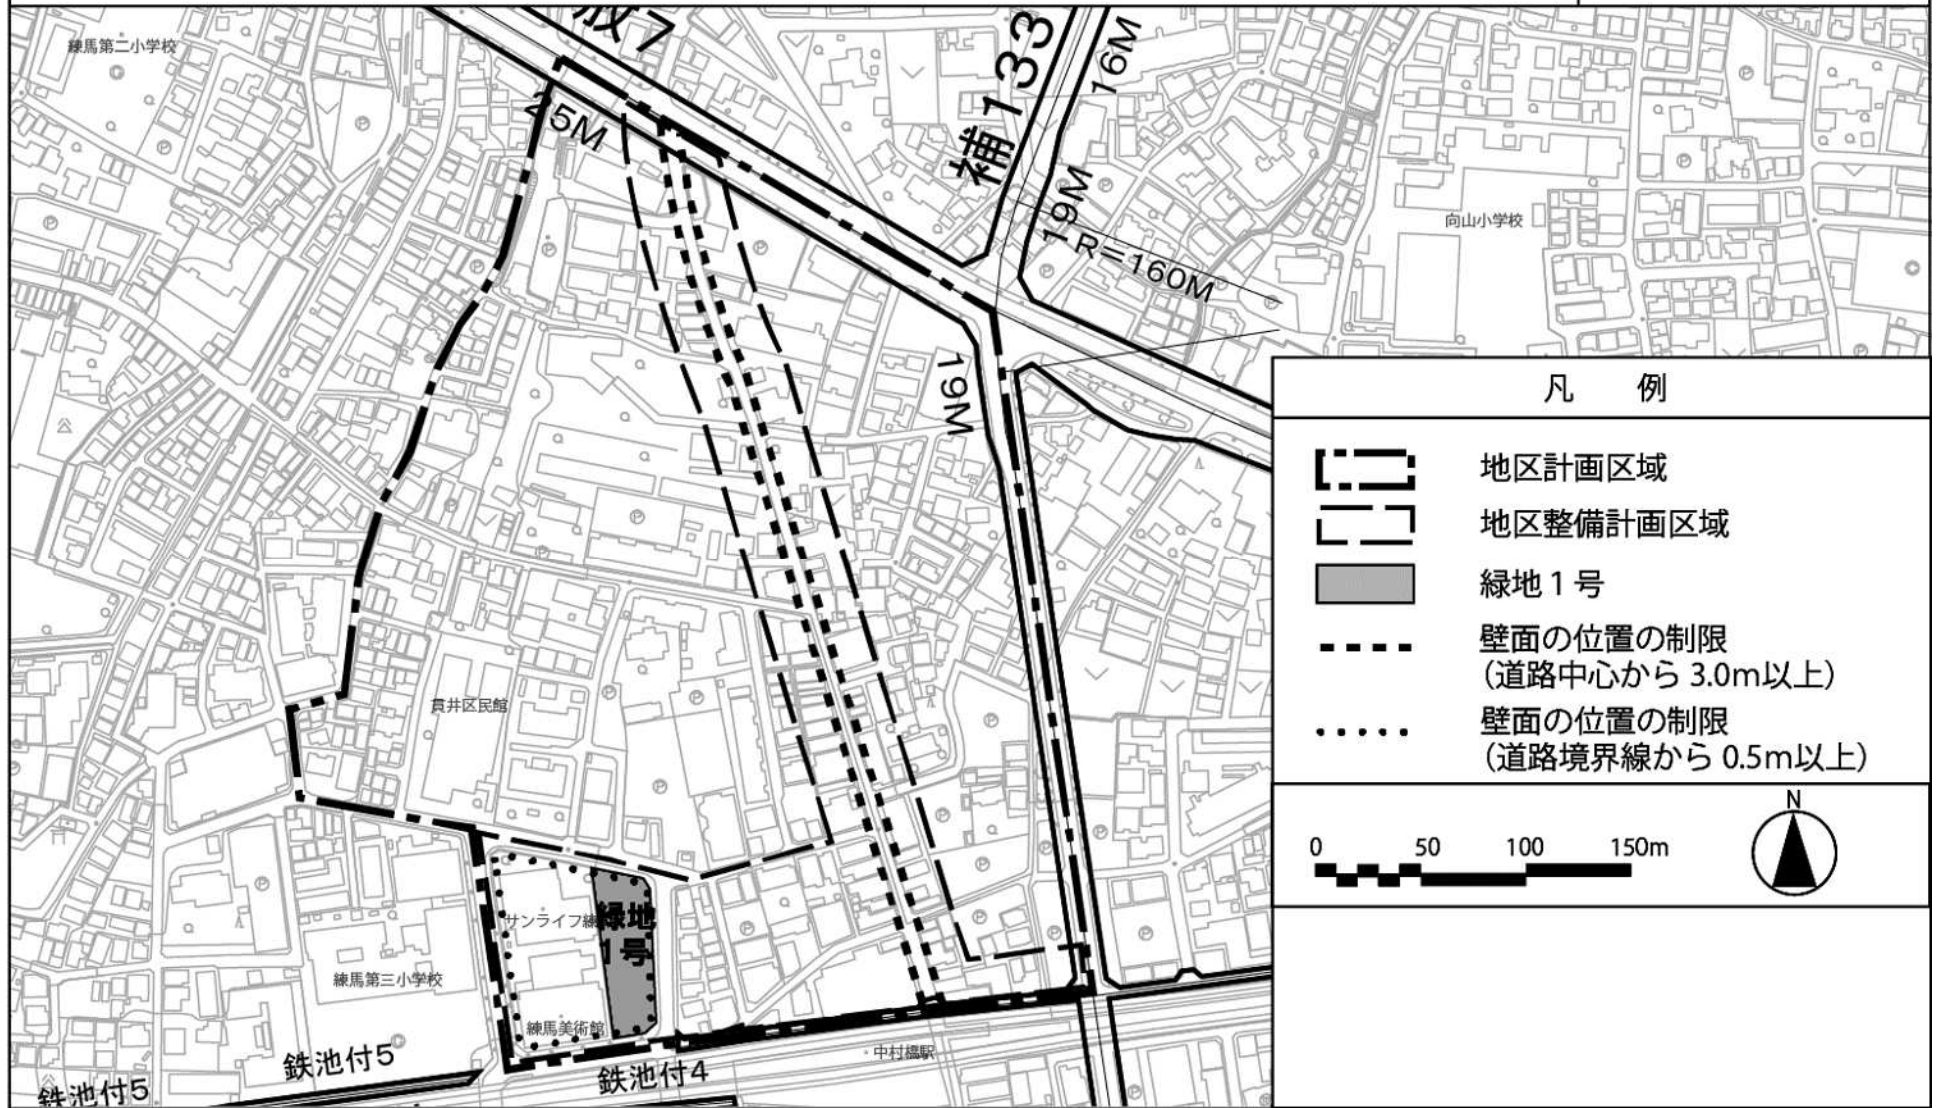 放7
補133
16M
練馬第二小学校
25M
19M
R=160M
向山小学校
19M
凡 例
地区計画区域
地区整備計画区域
緑地1号
壁面の位置の制限
(道路中心から 3.0m以上)
壁面の位置の制限
(道路境界線から 0.5m以上)
0 50 100 150m
N
貫井区民館
サンライフ練
緑地
1号
練馬第三小学校
練馬美術館
中村橋駅
鉄池付5
鉄池付4
鉄池付5